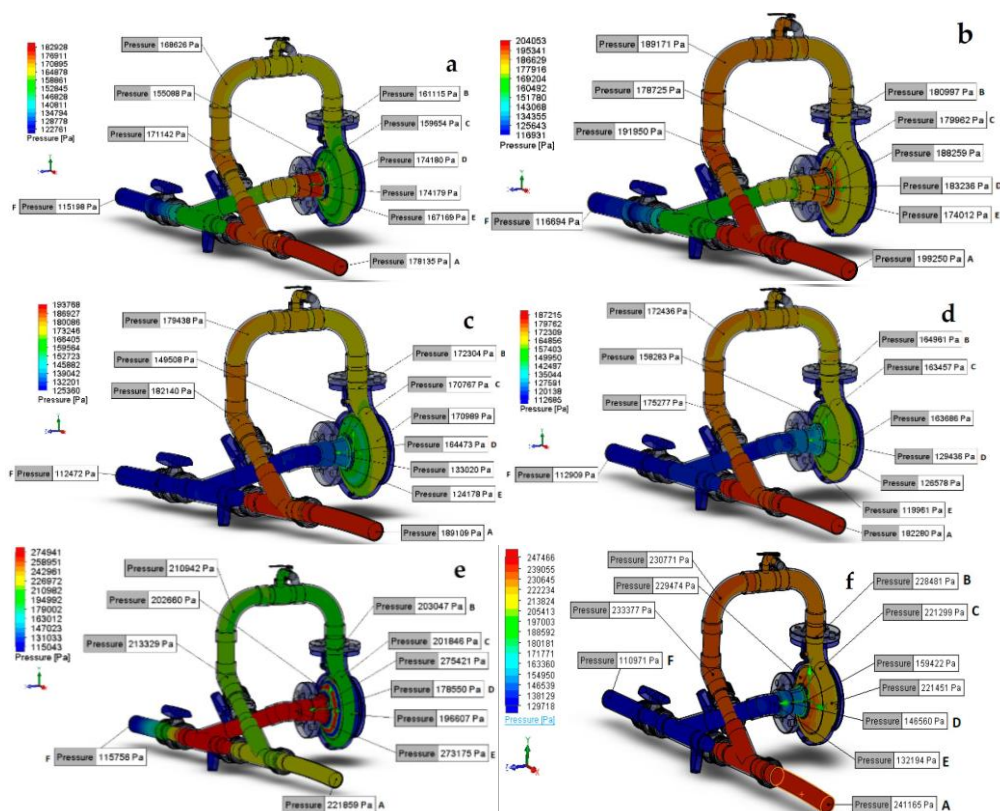 a
182928
176911
170895
164878
158861
152845
146828
140811
134794
128778
122761
Pressure [Pa]
Pressure 168626 Pa
Pressure 155088 Pa
Pressure 171142 Pa
F Pressure 115198 Pa
Pressure 161115 Pa B
Pressure 159654 Pa C
Pressure 174180 Pa D
Pressure 174179 Pa
Pressure 167169 Pa E
Pressure 178135 Pa A
b
204053
195341
186629
177916
169204
160492
151780
143068
134355
125643
116931
Pressure [Pa]
Pressure 189171 Pa
Pressure 178725 Pa
Pressure 191950 Pa
F Pressure 116694 Pa
Pressure 180997 Pa B
Pressure 179962 Pa C
Pressure 188259 Pa
Pressure 183236 Pa D
Pressure 174012 Pa E
Pressure 199250 Pa A
c
193768
186927
180086
173246
166405
159564
152723
145882
139042
132201
125360
Pressure [Pa]
Pressure 179438 Pa
Pressure 149508 Pa
Pressure 182140 Pa
F Pressure 112472 Pa
Pressure 172304 Pa B
Pressure 170767 Pa C
Pressure 170989 Pa
Pressure 164473 Pa D
Pressure 133020 Pa
Pressure 124178 Pa E
Pressure 189109 Pa A
d
187215
179762
172309
164856
157403
149950
142497
135044
127591
120138
112685
Pressure [Pa]
Pressure 172436 Pa
Pressure 158283 Pa
Pressure 175277 Pa
F Pressure 112909 Pa
Pressure 164961 Pa B
Pressure 163457 Pa C
Pressure 163686 Pa
Pressure 129436 Pa D
Pressure 126578 Pa
Pressure 119961 Pa E
Pressure 182280 Pa A
e
274941
258951
242961
226972
210982
194992
179002
163012
147023
131033
115043
Pressure [Pa]
Pressure 210942 Pa
Pressure 202660 Pa
Pressure 213329 Pa
F Pressure 115756 Pa
Pressure 203047 Pa B
Pressure 201846 Pa C
Pressure 275421 Pa
Pressure 178550 Pa D
Pressure 196607 Pa
Pressure 273175 Pa E
Pressure 221859 Pa A
f
247466
239055
230645
222234
213824
205413
197003
188592
180181
171771
163360
154950
146539
138129
129718
Pressure [Pa]
Pressure 230771 Pa
Pressure 229474 Pa
Pressure 233377 Pa
Pressure 110971 Pa F
Pressure 228481 Pa B
Pressure 221299 Pa C
Pressure 159422 Pa
Pressure 221451 Pa
Pressure 146560 Pa D
Pressure 132194 Pa E
Pressure 241165 Pa A